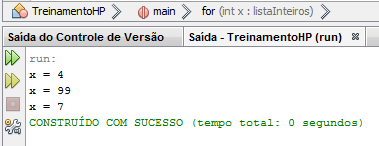 TreinamentoHP main for (int x : listaInteiros)
Saída do Controle de Versão Saída - TreinamentoHP (run)
run:
x = 4
x = 99
x = 7
CONSTRUÍDO COM SUCESSO (tempo total: 0 segundos)